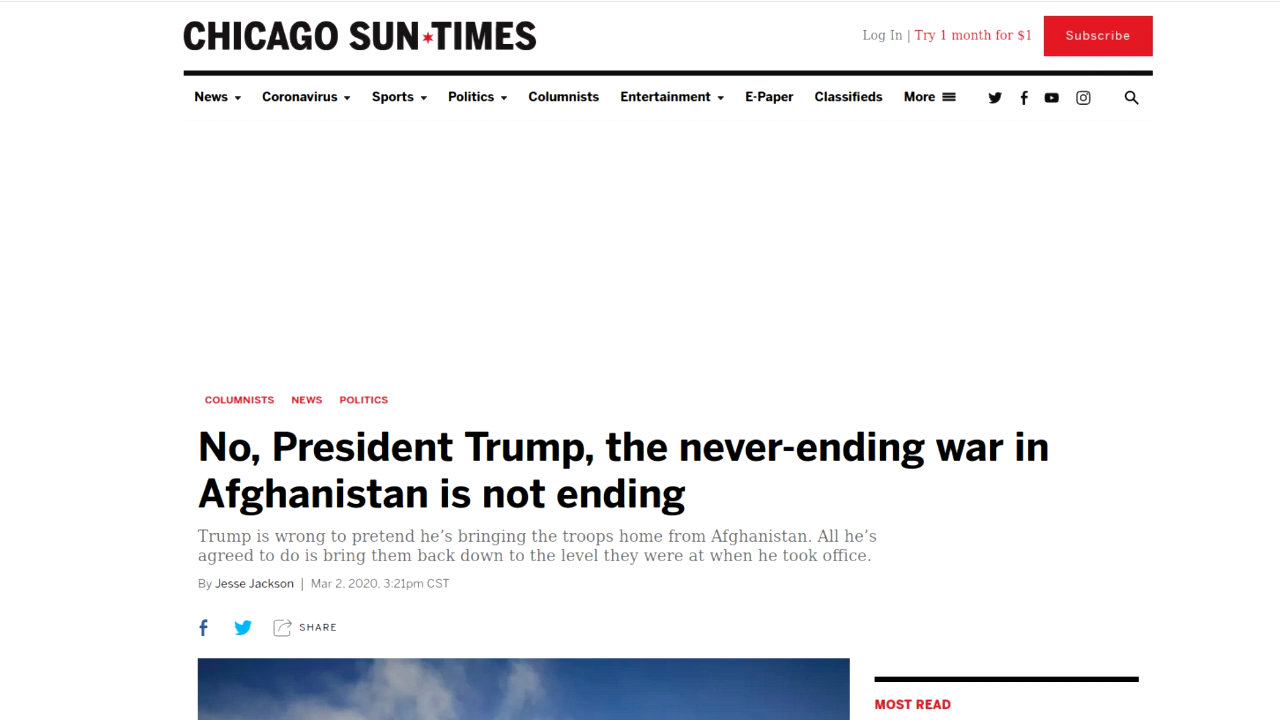 CHICAGO SUN TIMES
Log In | Try 1 month for $1
Subscribe
News
Coronavirus
Sports
Politics
Columnists
Entertainment
E-Paper
Classifieds
More
COLUMNISTS
NEWS
POLITICS
No, President Trump, the never-ending war in
Afghanistan is not ending
Trump is wrong to pretend he’s bringing the troops home from Afghanistan. All he’s
agreed to do is bring them back down to the level they were at when he took office.
By Jesse Jackson | Mar 2, 2020, 3:21pm CST
SHARE
MOST READ